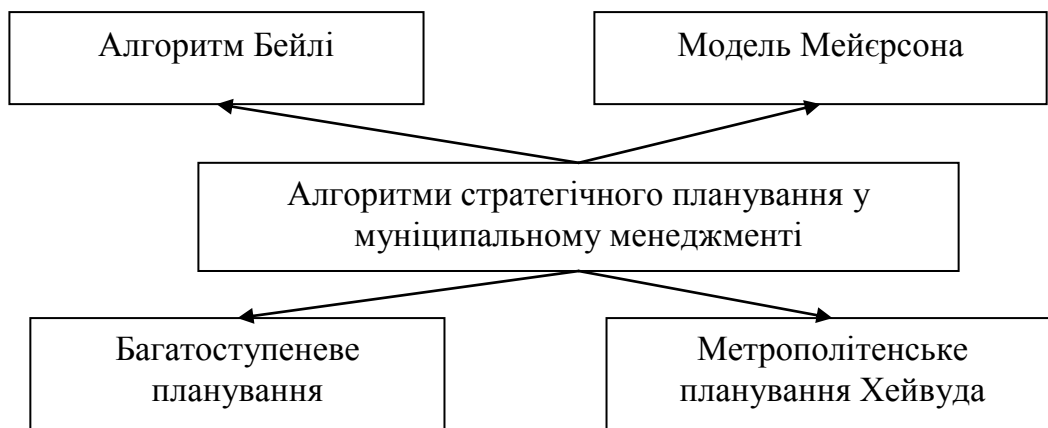 Алгоритм Бейлі
Модель Мейєрсона
Алгоритми стратегічного планування у
муніципальному менеджменті
Багатоступеневе
планування
Метрополітенське
планування Хейвуда